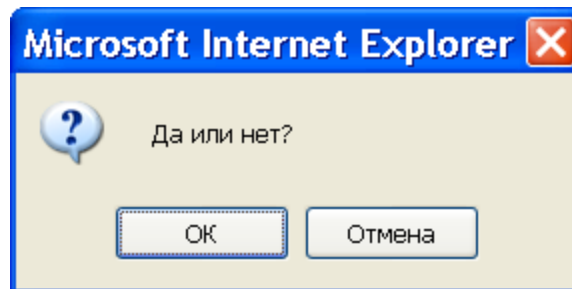 Microsoft Internet Explorer
Да или нет?
ОК Отмена